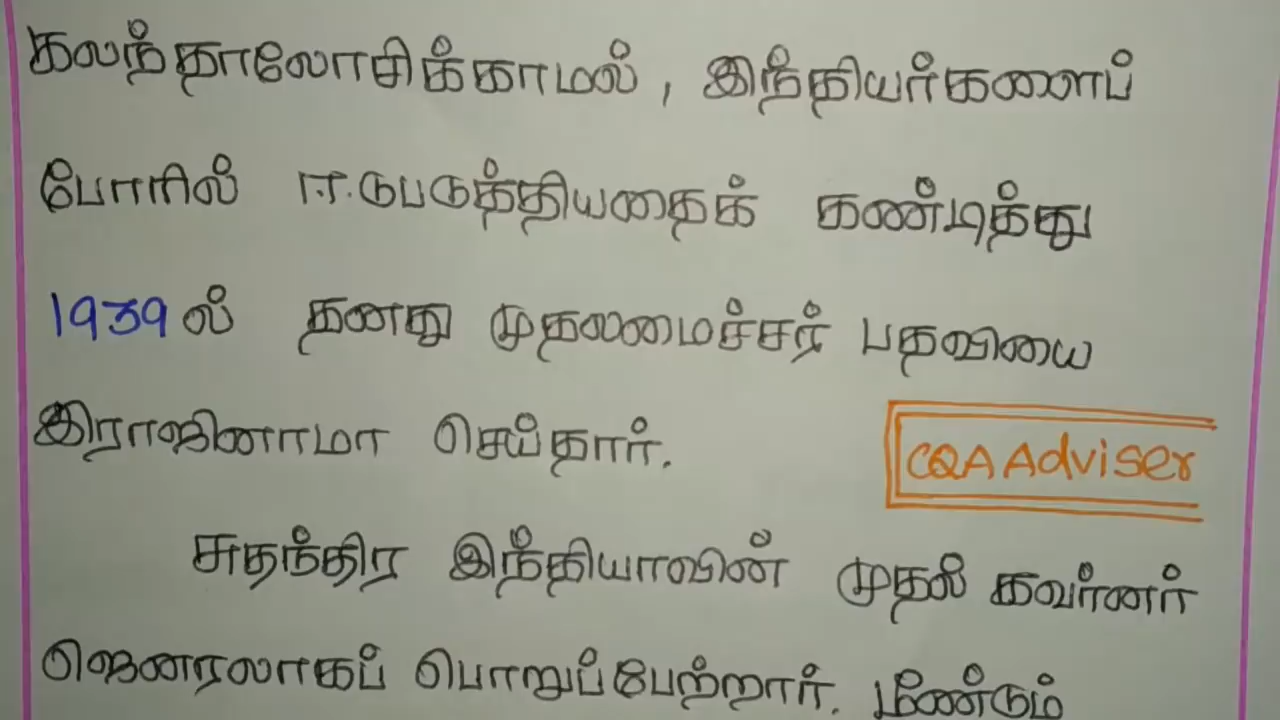 கலந்தாலோசிக்காமல், இந்தியர்களைப்
போரில் ஈடுபடுத்தியதைக் கண்டித்து
1939ல் தனது முதலமைச்சர் பதவியை
இராஜினாமா செய்தார்.
CQA Adviser
சுதந்திர இந்தியாவின் முதல் கவர்னர்
ஜெனரலாகப் பொறுப்பேற்றார். மீண்டும்